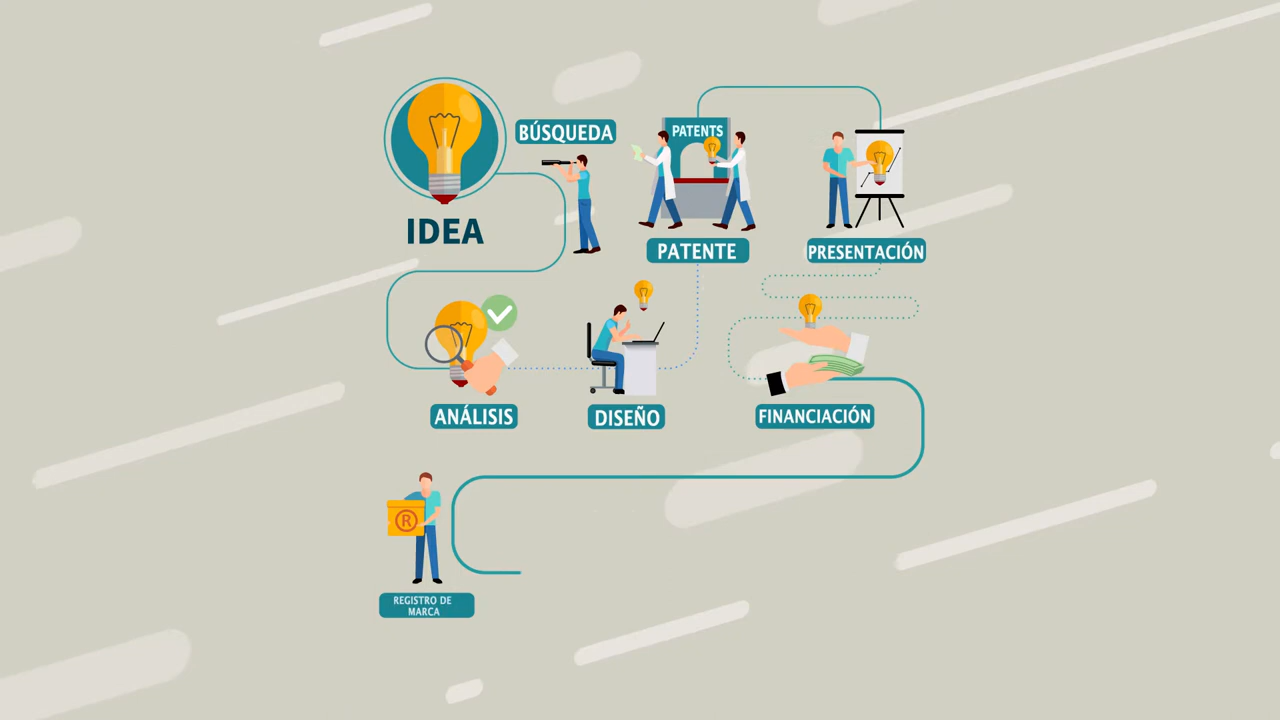 IDEA
BÚSQUEDA
PATENTS
PATENTE
PRESENTACIÓN
ANÁLISIS
DISEÑO
FINANCIACIÓN
R
REGISTRO DE
MARCA